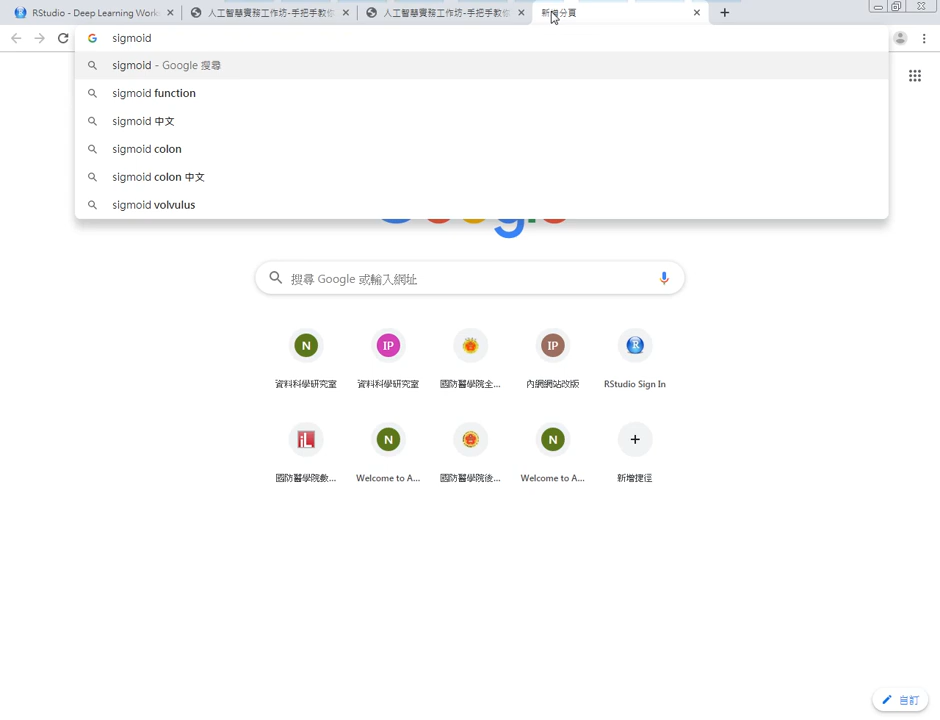 RStudio - Deep Learning Work
人工智慧實務工作坊-手把手教你
人工智慧實務工作坊-手把手教你
新增分頁
sigmoid
sigmoid - Google 搜尋
sigmoid function
sigmoid 中文
sigmoid colon
sigmoid colon 中文
sigmoid volvulus
搜尋 Google 或輸入網址
N
IP
IP
R
資料科學研究室
資料科學研究室
國防醫學院全...
內網網站改版
RStudio Sign In
iL
N
N
國防醫學院數...
Welcome to A...
國防醫學院後...
Welcome to A...
新增捷徑
自訂